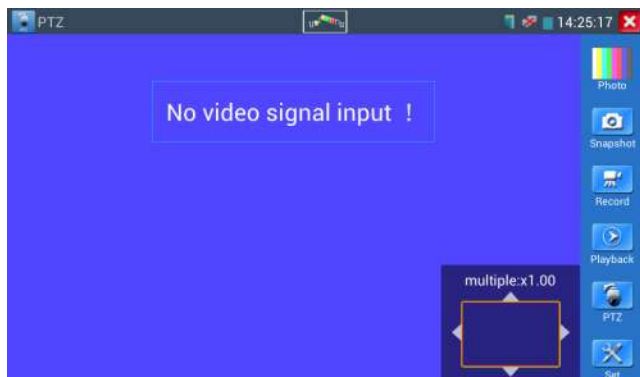 PTZ
14:25:17
No video signal input !
Photo
Snapshot
Record
Playback
multiple:x1.00
PTZ
Set